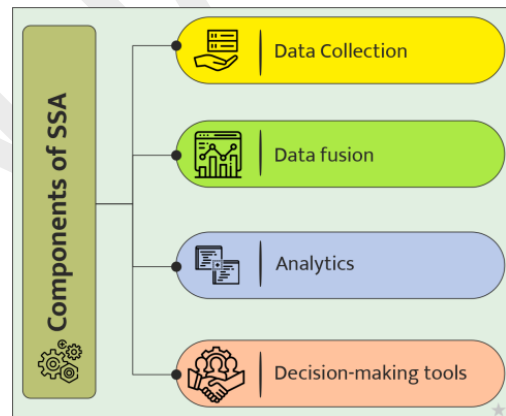 Components of SSA
Data Collection
Data fusion
Analytics
Decision-making tools